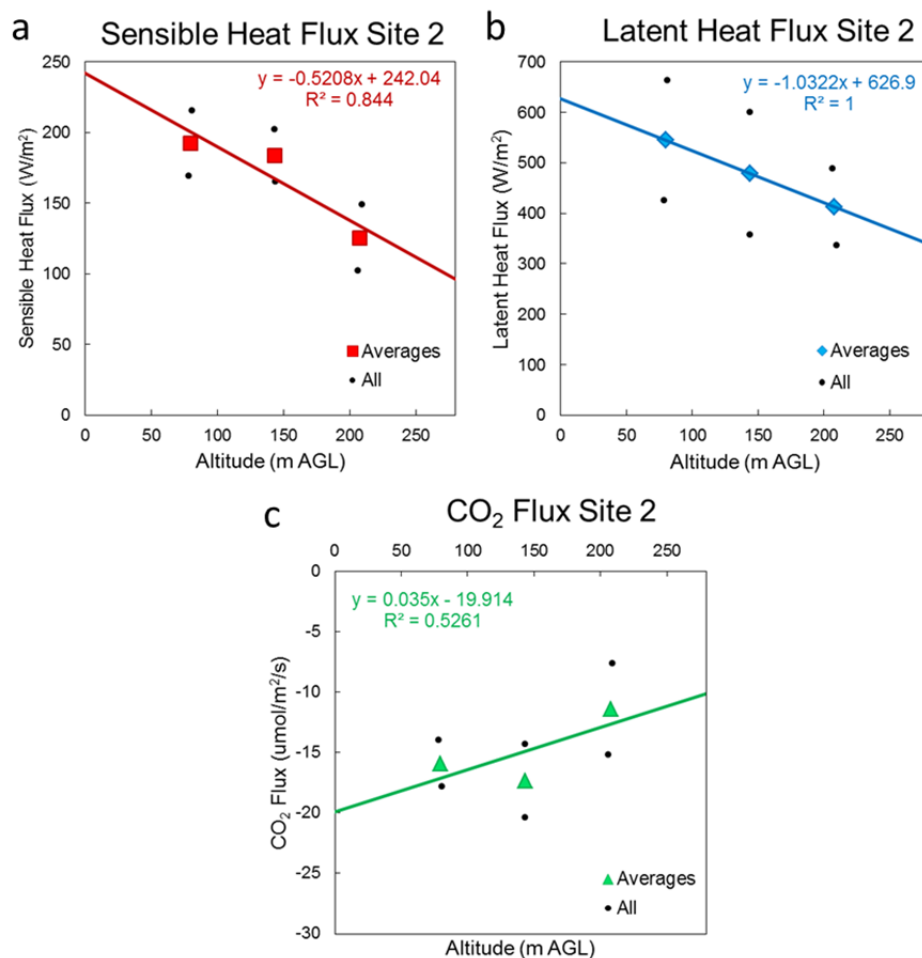 a
Sensible Heat Flux Site 2
y = -0.5208x + 242.04
R² = 0.844
250
200
150
100
50
0
Sensible Heat Flux (W/m²)
Averages
All
0 50 100 150 200 250
Altitude (m AGL)
b
Latent Heat Flux Site 2
y = -1.0322x + 626.9
R² = 1
700
600
500
400
300
200
100
0
Latent Heat Flux (W/m²)
Averages
All
0 50 100 150 200 250
Altitude (m AGL)
c
CO₂ Flux Site 2
0 50 100 150 200 250
y = 0.035x - 19.914
R² = 0.5261
0
-5
-10
-15
-20
-25
-30
CO₂ Flux (umol/m²/s)
Averages
All
Altitude (m AGL)